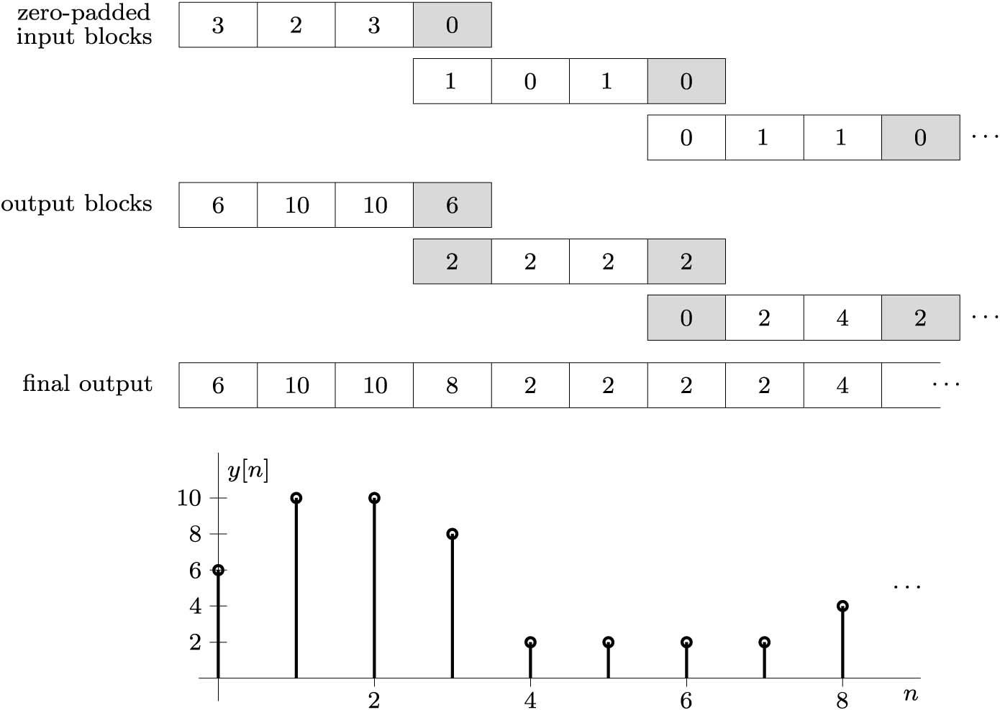 zero-padded
input blocks
3 2 3 0
1 0 1 0
0 1 1 0 ···
output blocks
6 10 10 6
2 2 2 2
0 2 4 2 ···
final output
6 10 10 8 2 2 2 2 4 ···
y[n]
10
8
6
4
2
···
2 4 6 8
n